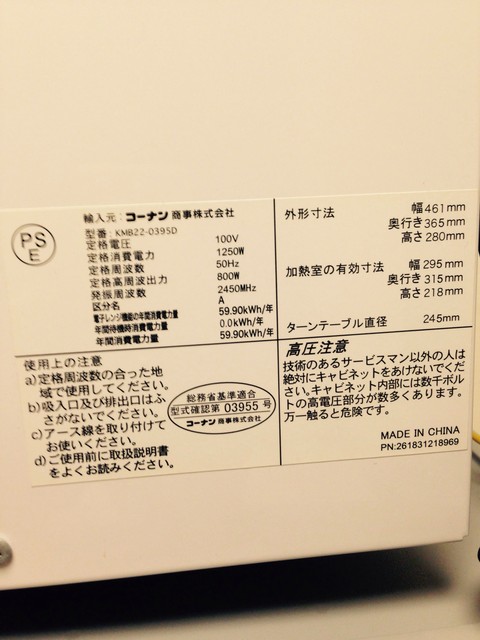 PS
E
輸入元：コーナン商事株式会社
型番：KMB22-0395D
定格電圧 100V
定格消費電力 1250W
定格周波数 50Hz
定格高周波出力 800W
発振周波数 2450MHz
区分名 A
電子レンジ機能の年間消費電力量 59.90kWh/年
年間待機時消費電力量 0.0kWh/年
年間消費電力量 59.90kWh/年
外形寸法 幅461mm
奥行き365mm
高さ280mm
加熱室の有効寸法 幅295mm
奥行き315mm
高さ218mm
ターンテーブル直径 245mm
使用上の注意
a)定格周波数の合った地
域で使用してください。
b)吸入口及び排出口はふ
さがないでください。
c)アース線を取り付けて
お使いください。
d)ご使用前に取扱説明書
をよくお読みください。
総務省基準適合
型式確認第 03955 号
コーナン商事株式会社
高圧注意
技術のあるサービスマン以外の人は
絶対にキャビネットをあけないでくだ
さい。キャビネット内部には数千ボル
トの高電圧部分が数多くあります。
万一触ると危険です。
MADE IN CHINA
PN:261831218969